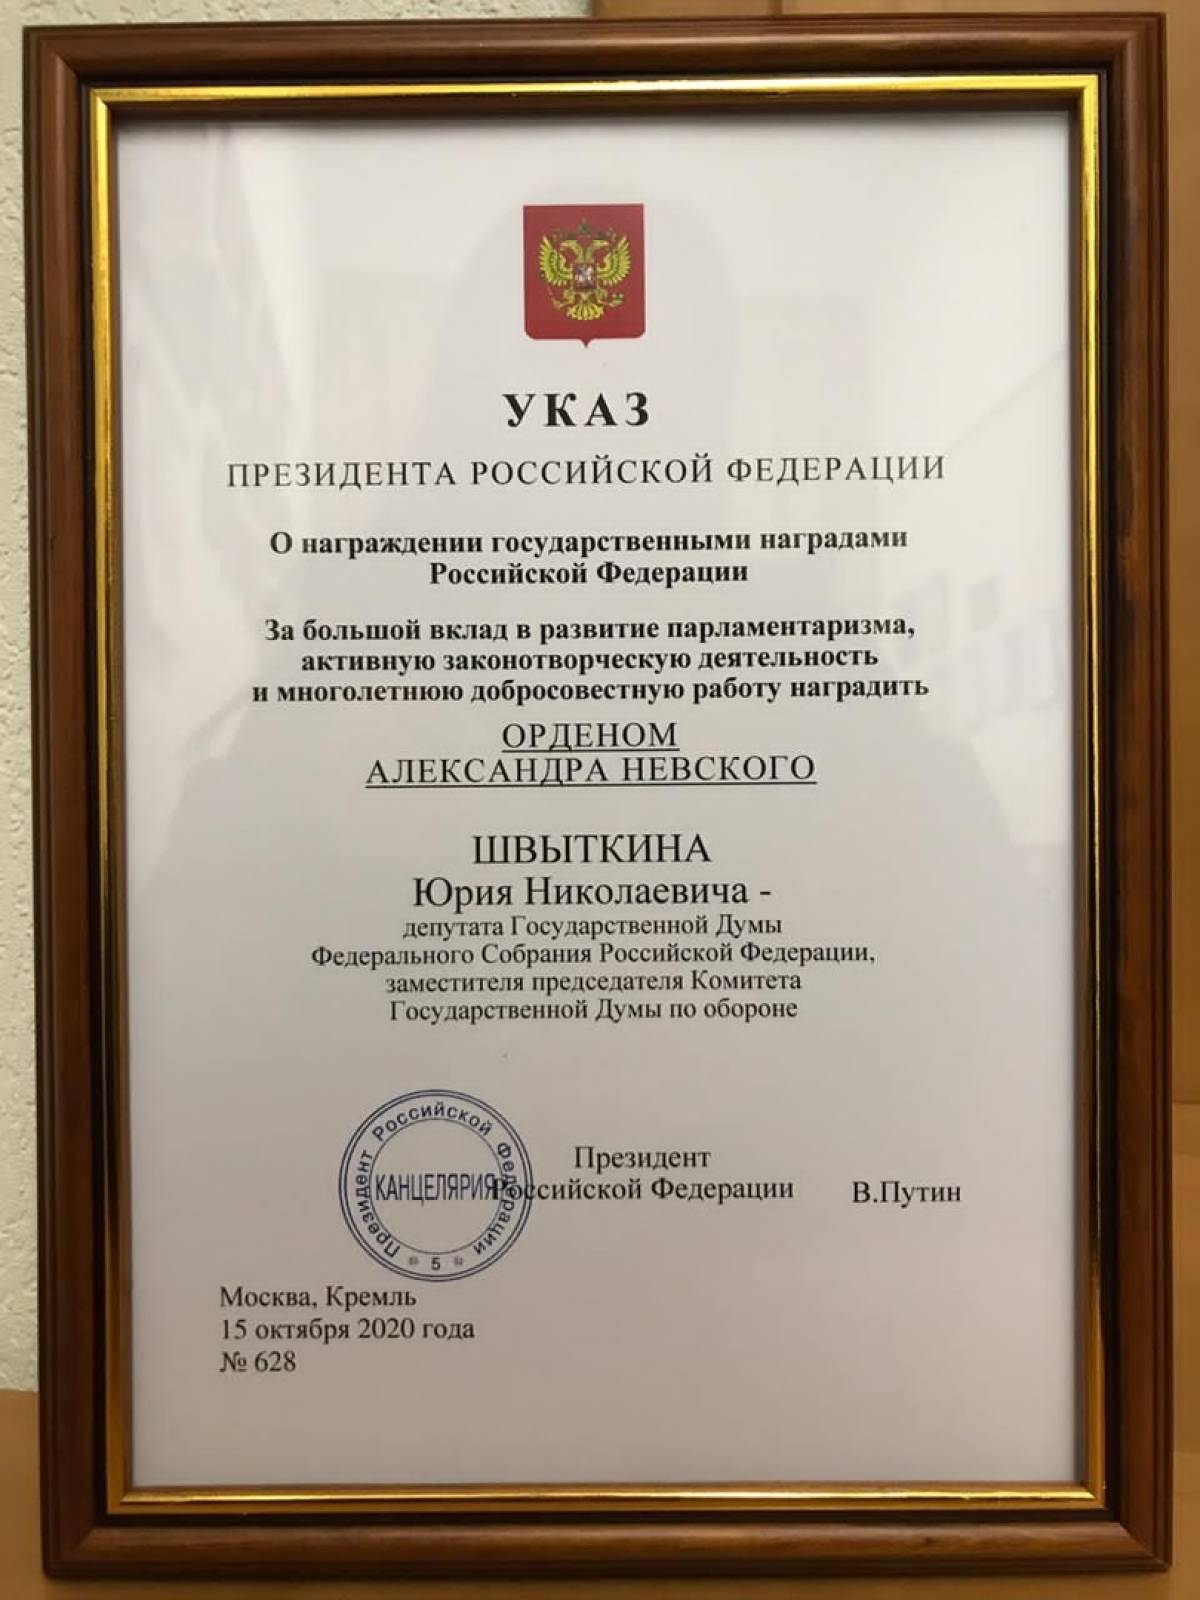 УКАЗ
ПРЕЗИДЕНТА РОССИЙСКОЙ ФЕДЕРАЦИИ
О награждении государственными наградами
Российской Федерации
За большой вклад в развитие парламентаризма,
активную законотворческую деятельность
и многолетнюю добросовестную работу наградить
ОРДЕНОМ
АЛЕКСАНДРА НЕВСКОГО
ШВЫТКИНА
Юрия Николаевича -
депутата Государственной Думы
Федерального Собрания Российской Федерации,
заместителя председателя Комитета
Государственной Думы по обороне
Президент Российской Федерации
КАНЦЕЛЯРИЯ
5
Президент
Российской Федерации В.Путин
Москва, Кремль
15 октября 2020 года
№ 628